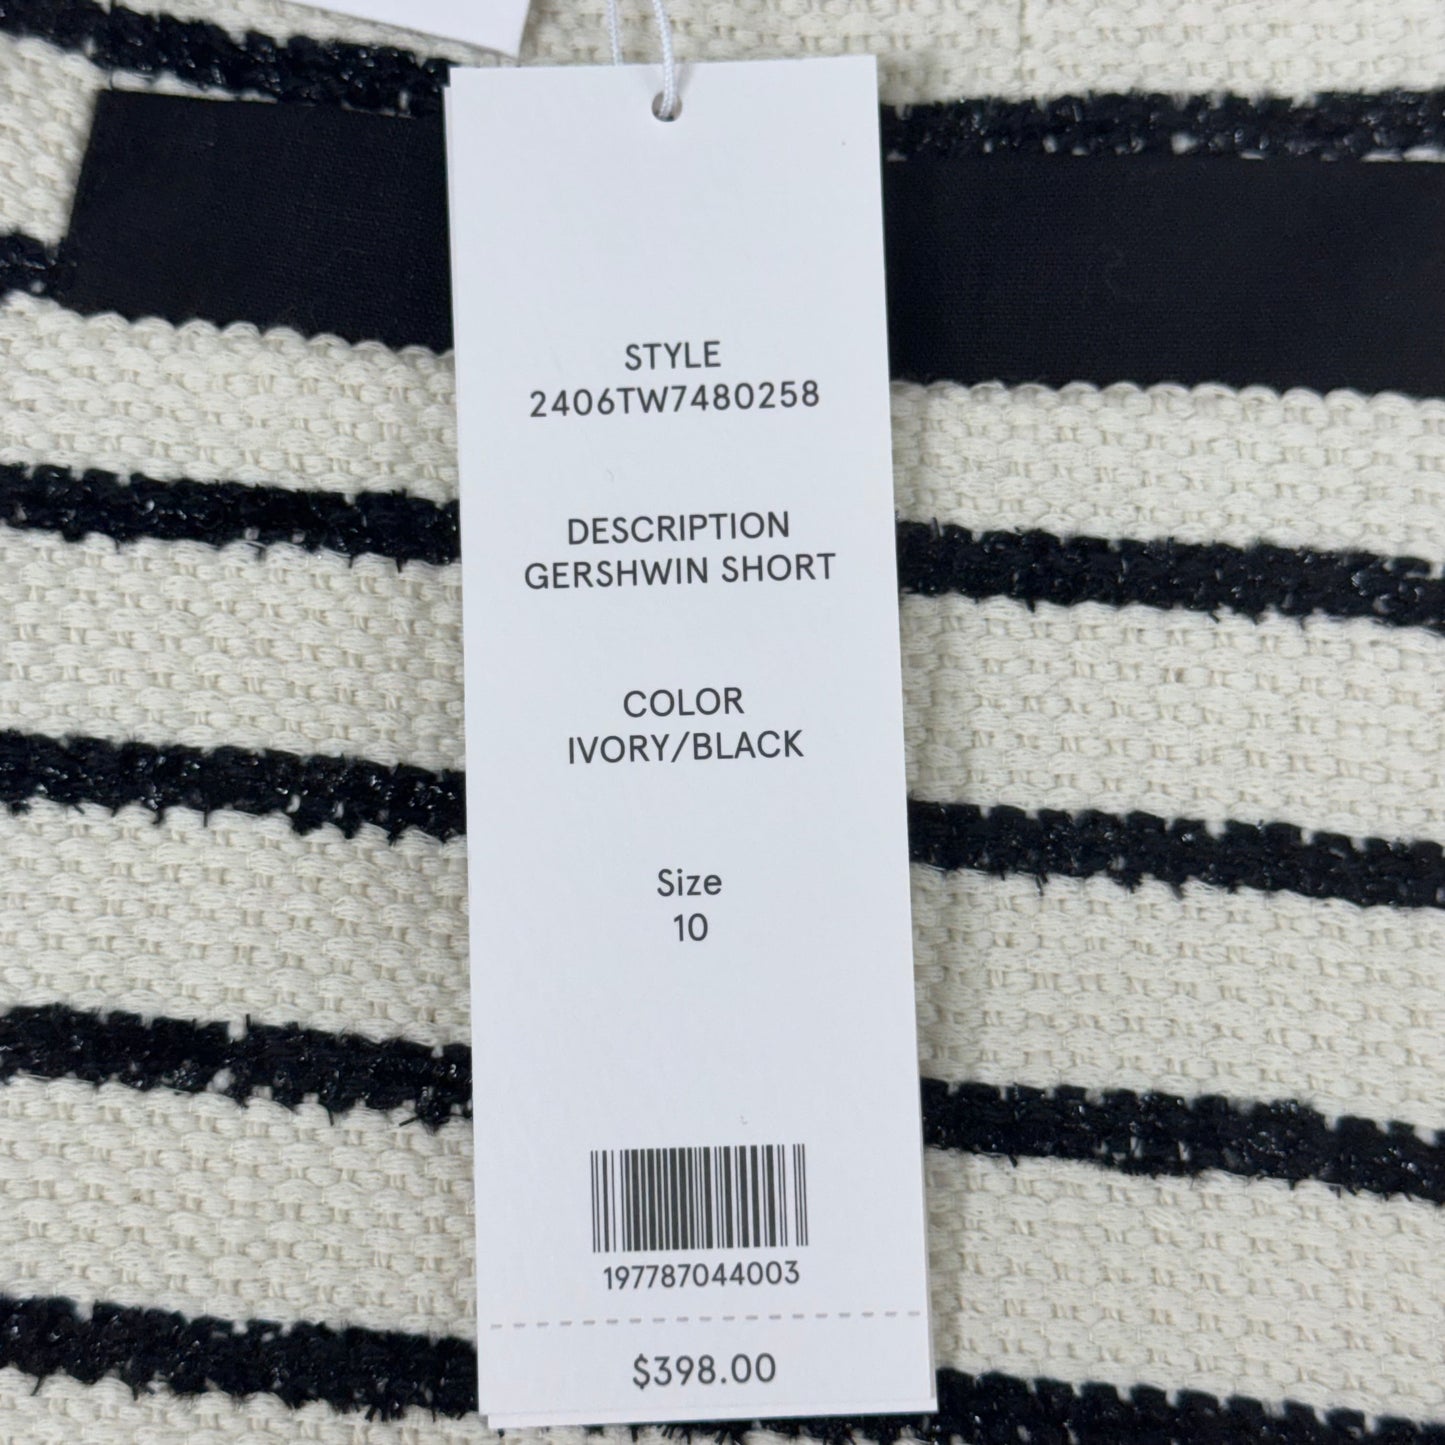 STYLE
2406TW7480258
DESCRIPTION
GERSHWIN SHORT
COLOR
IVORY/BLACK
Size
10
197787044003
$398.00